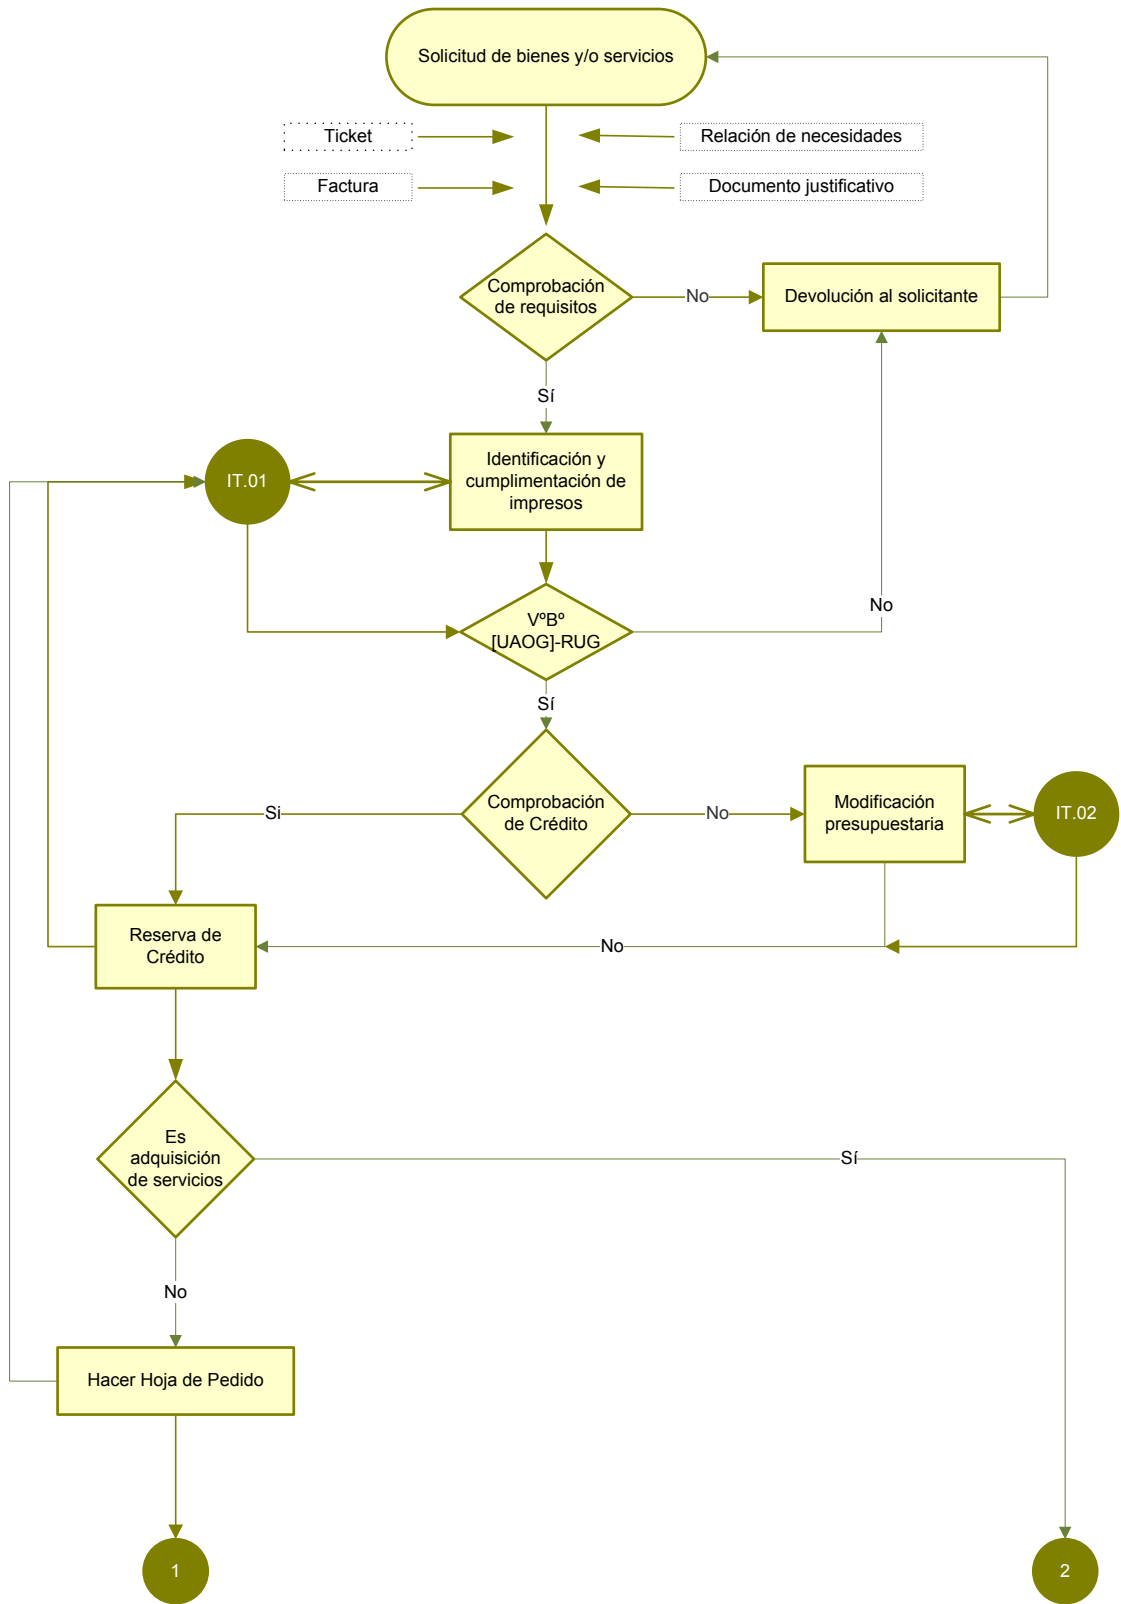 Solicitud de bienes y/o servicios
Ticket
Relación de necesidades
Factura
Documento justificativo
Comprobación
de requisitos
No
Devolución al solicitante
Sí
Identificación y
cumplimentación de
impresos
IT.01
VºBº
[UAOG]-RUG
No
Sí
Comprobación
de Crédito
Si
No
Modificación
presupuestaria
IT.02
Reserva de
Crédito
No
Es
adquisición
de servicios
Sí
No
Hacer Hoja de Pedido
1
2